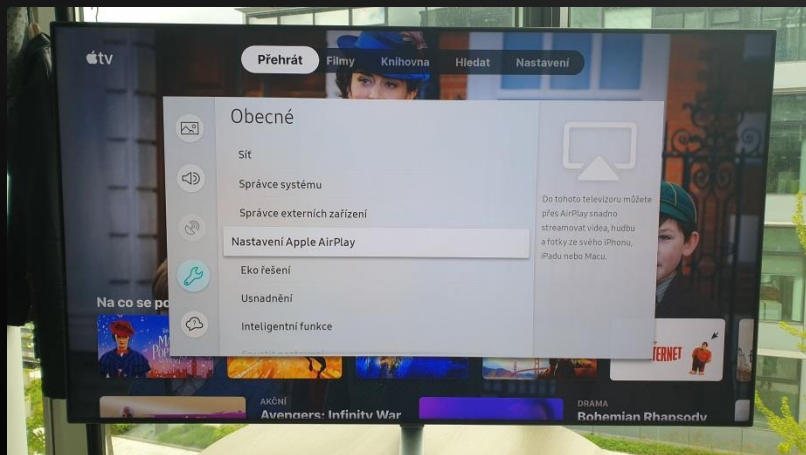 tv
Přehrát Filmy Knihovna Hledat Nastavení
Obecné
Síť
Správce systému
Správce externích zařízení
Nastavení Apple AirPlay
Eko řešení
Usnadnění
Inteligentní funkce
Do tohoto televizoru můžete
přes AirPlay snadno
streamovat videa, hudbu
a fotky ze svého iPhonu,
iPadu nebo Macu.
Na co se po
TERNET
AKČNÍ
Avengers: Infinity War
DRAMA
Bohemian Rhapsody